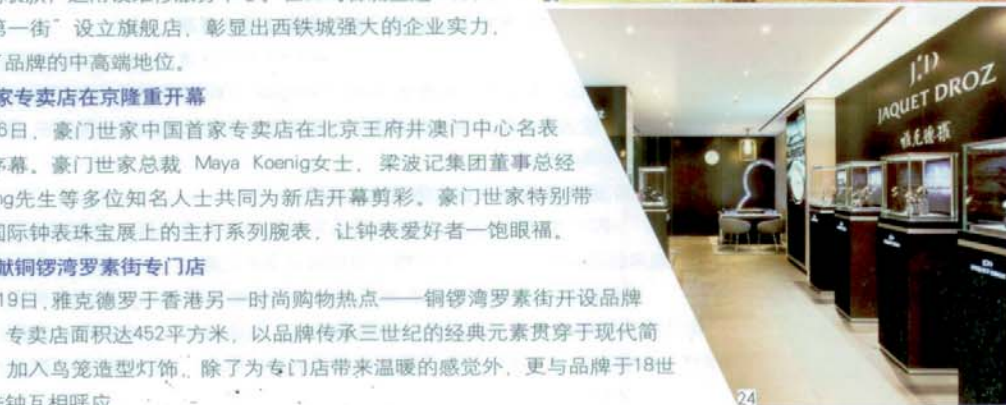 第一街”设立旗舰店，彰显出西铁城强大的企业实力，
品牌的中高端地位。
家专卖店在京隆重开幕
6日，豪门世家中国首家专卖店在北京王府井澳门中心名表
序幕。豪门世家总裁 Maya Koenig女士，梁波记集团董事总经
ng先生等多位知名人士共同为新店开幕剪彩。豪门世家特别带
国际钟表珠宝展上的主打系列腕表，让钟表爱好者一饱眼福。
献铜锣湾罗素街专门店
19日，雅克德罗于香港另一时尚购物热点——铜锣湾罗素街开设品牌
专卖店面积达452平方米，以品牌传承三世纪的经典元素贯穿于现代简
加入鸟笼造型灯饰，除了为专门店带来温暖的感觉外，更与品牌于18世
钟互相呼应
JD
JAQUET DROZ
雅克德羅
24